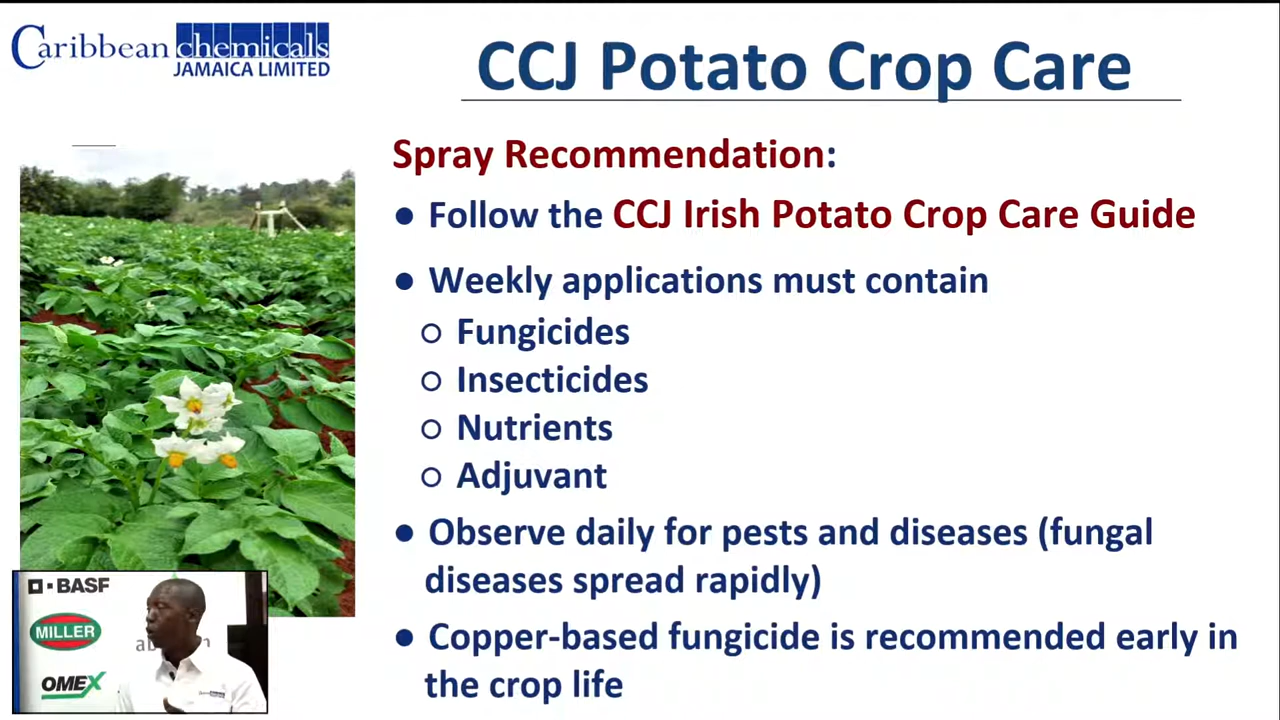 Caribbean chemicals
JAMAICA LIMITED
CCJ Potato Crop Care
Spray Recommendation:
● Follow the CCJ Irish Potato Crop Care Guide
● Weekly applications must contain
○ Fungicides
○ Insecticides
○ Nutrients
○ Adjuvant
● Observe daily for pests and diseases (fungal
diseases spread rapidly)
● Copper-based fungicide is recommended early in
the crop life
BASF
MILLER
OMEX